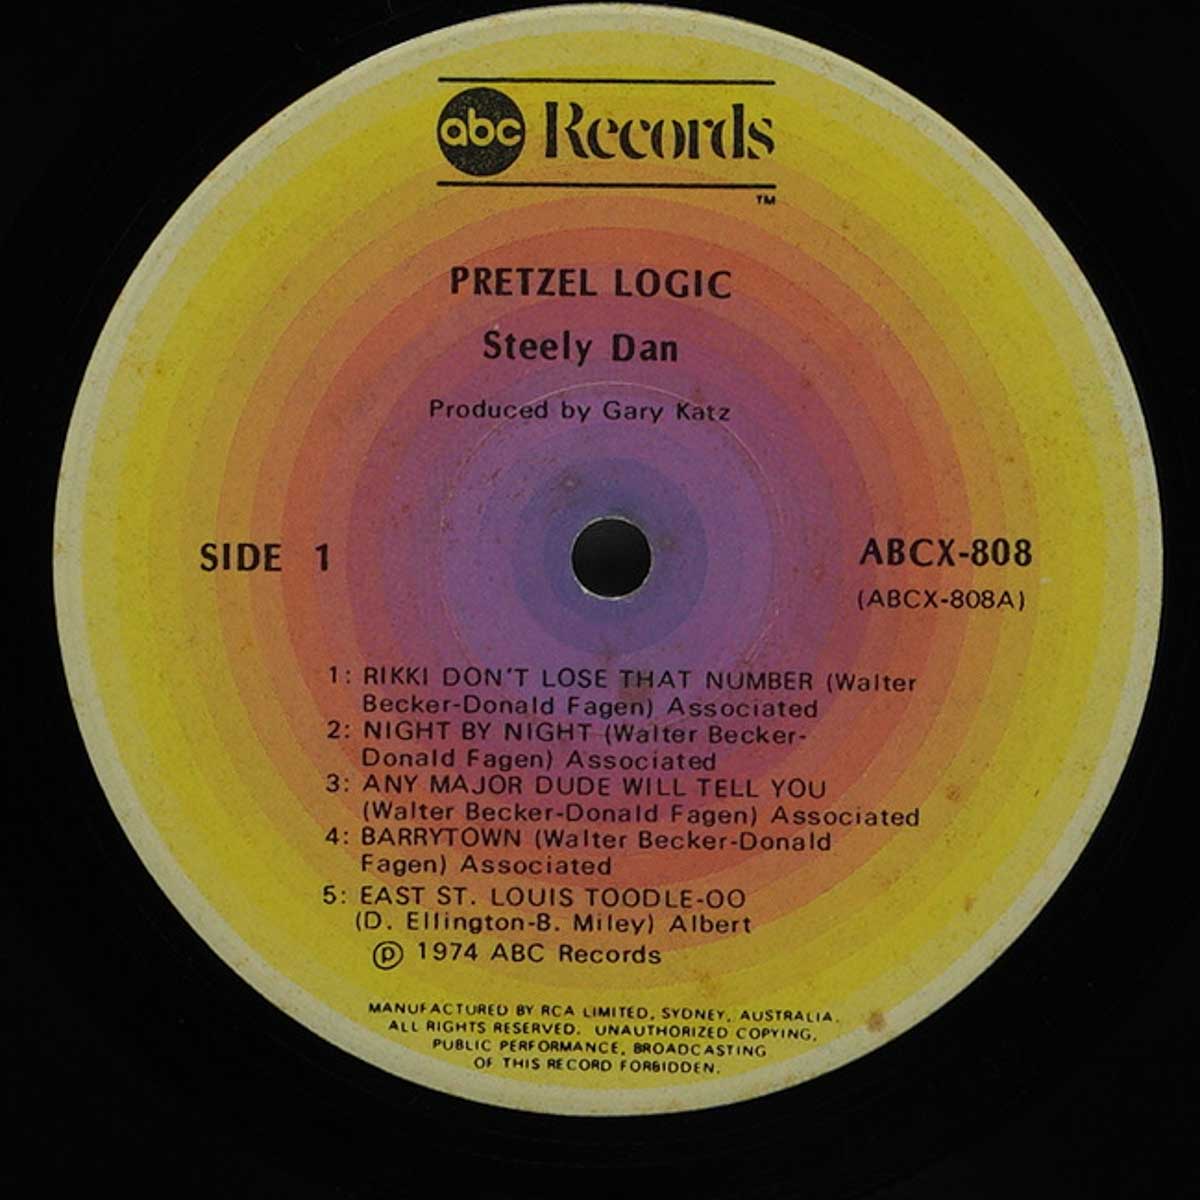 abc Records
TM
PRETZEL LOGIC
Steely Dan
Produced by Gary Katz
SIDE 1
ABCX-808
(ABCX-808A)
1: RIKKI DON'T LOSE THAT NUMBER (Walter
Becker-Donald Fagen) Associated
2: NIGHT BY NIGHT (Walter Becker-
Donald Fagen) Associated
3: ANY MAJOR DUDE WILL TELL YOU
(Walter Becker-Donald Fagen) Associated
4: BARRYTOWN (Walter Becker-Donald
Fagen) Associated
5: EAST ST. LOUIS TOODLE-OO
(D. Ellington-B. Miley) Albert
℗ 1974 ABC Records
MANUFACTURED BY RCA LIMITED, SYDNEY, AUSTRALIA.
ALL RIGHTS RESERVED. UNAUTHORIZED COPYING,
PUBLIC PERFORMANCE, BROADCASTING
OF THIS RECORD FORBIDDEN.